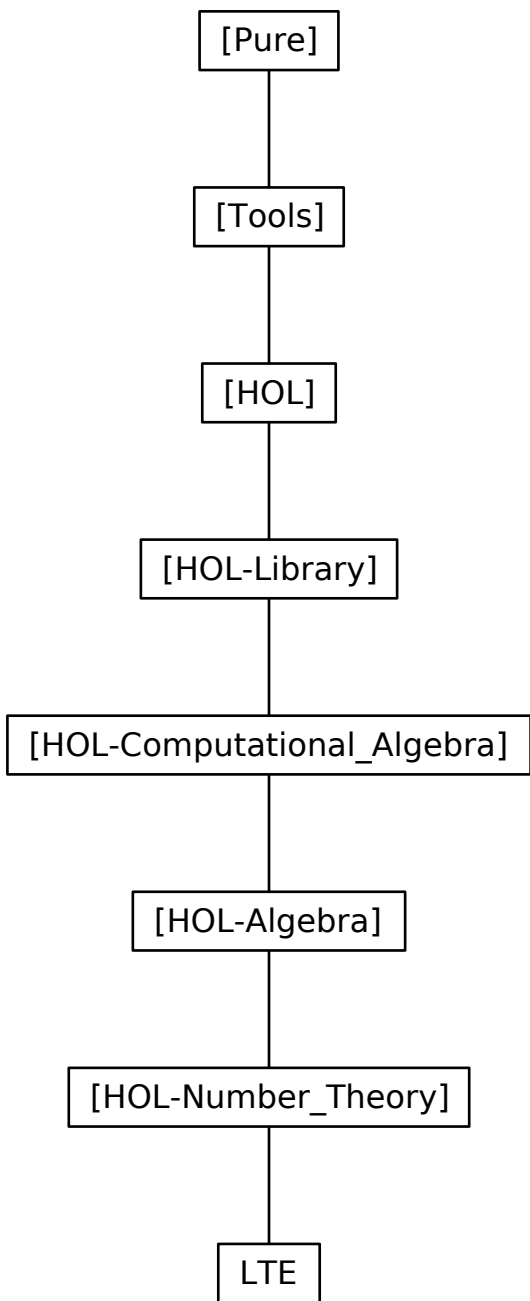 [Pure]
[Tools]
[HOL]
[HOL-Library]
[HOL-Computational_Algebra]
[HOL-Algebra]
[HOL-Number_Theory]
LTE